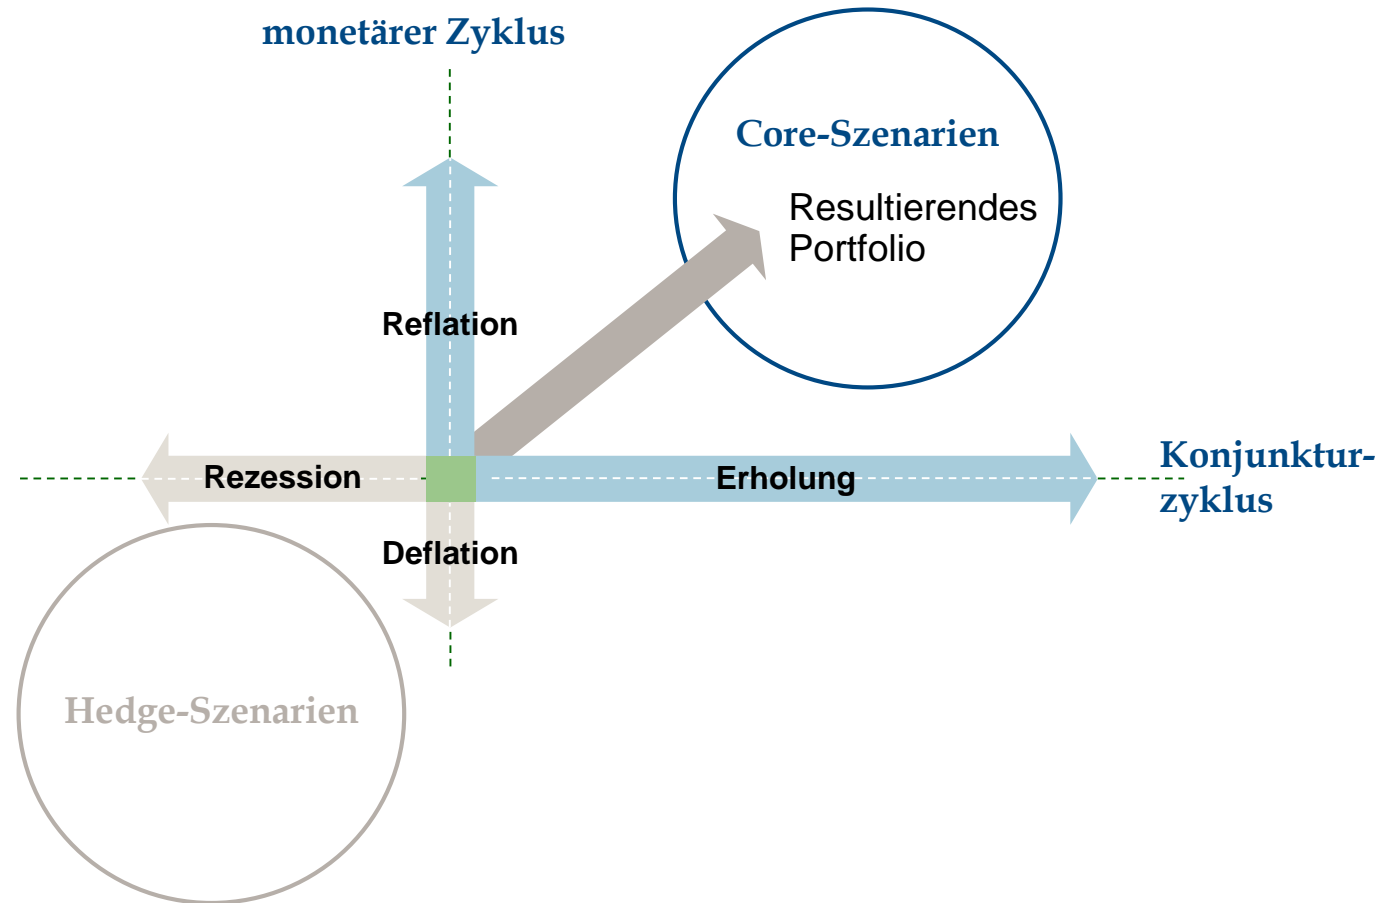 monetärer Zyklus
Core-Szenarien
Resultierendes
Portfolio
Reflation
Rezession
Erholung
Konjunktur-
zyklus
Deflation
Hedge-Szenarien